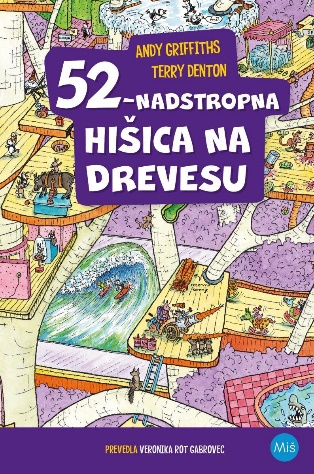 ANDY GRIFFITHS
TERRY DENTON
52-NADSTROPNA
HIŠICA NA
DREVESU
PREVEDLA VERONIKA ROT GABROVEC
Miš